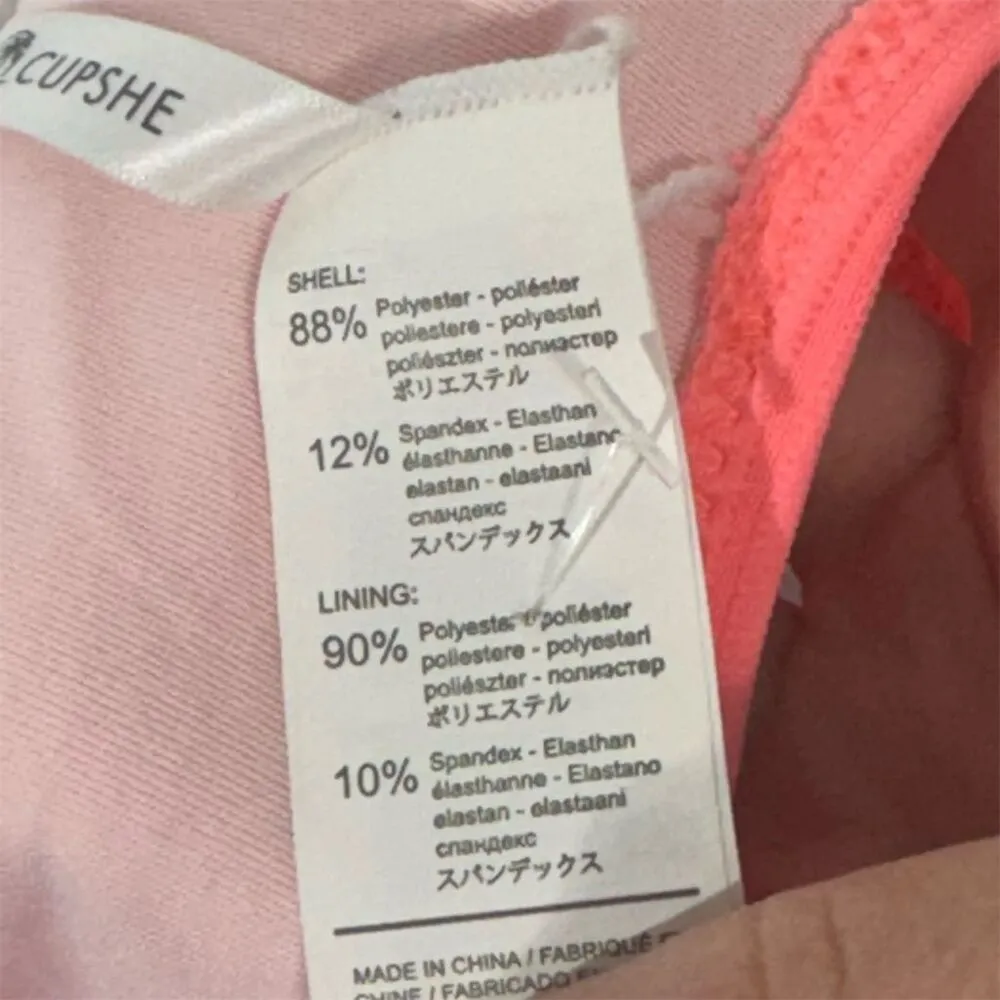 CUPSHE
SHELL:
88% Polyester - poliéster
poliestere - polyesteri
poliészter - полиэстер
ポリエステル
12% Spandex - Elasthan
élasthanne - Elastano
elastan - elastaani
спандекс
スパンデックス
LINING:
90% Polyester - poliéster
poliestere - polyesteri
poliészter - полиэстер
ポリエステル
10% Spandex - Elasthan
élasthanne - Elastano
elastan - elastaani
спандекс
スパンデックス
MADE IN CHINA / FABRIQUÉ
CHINE / FABRICADO